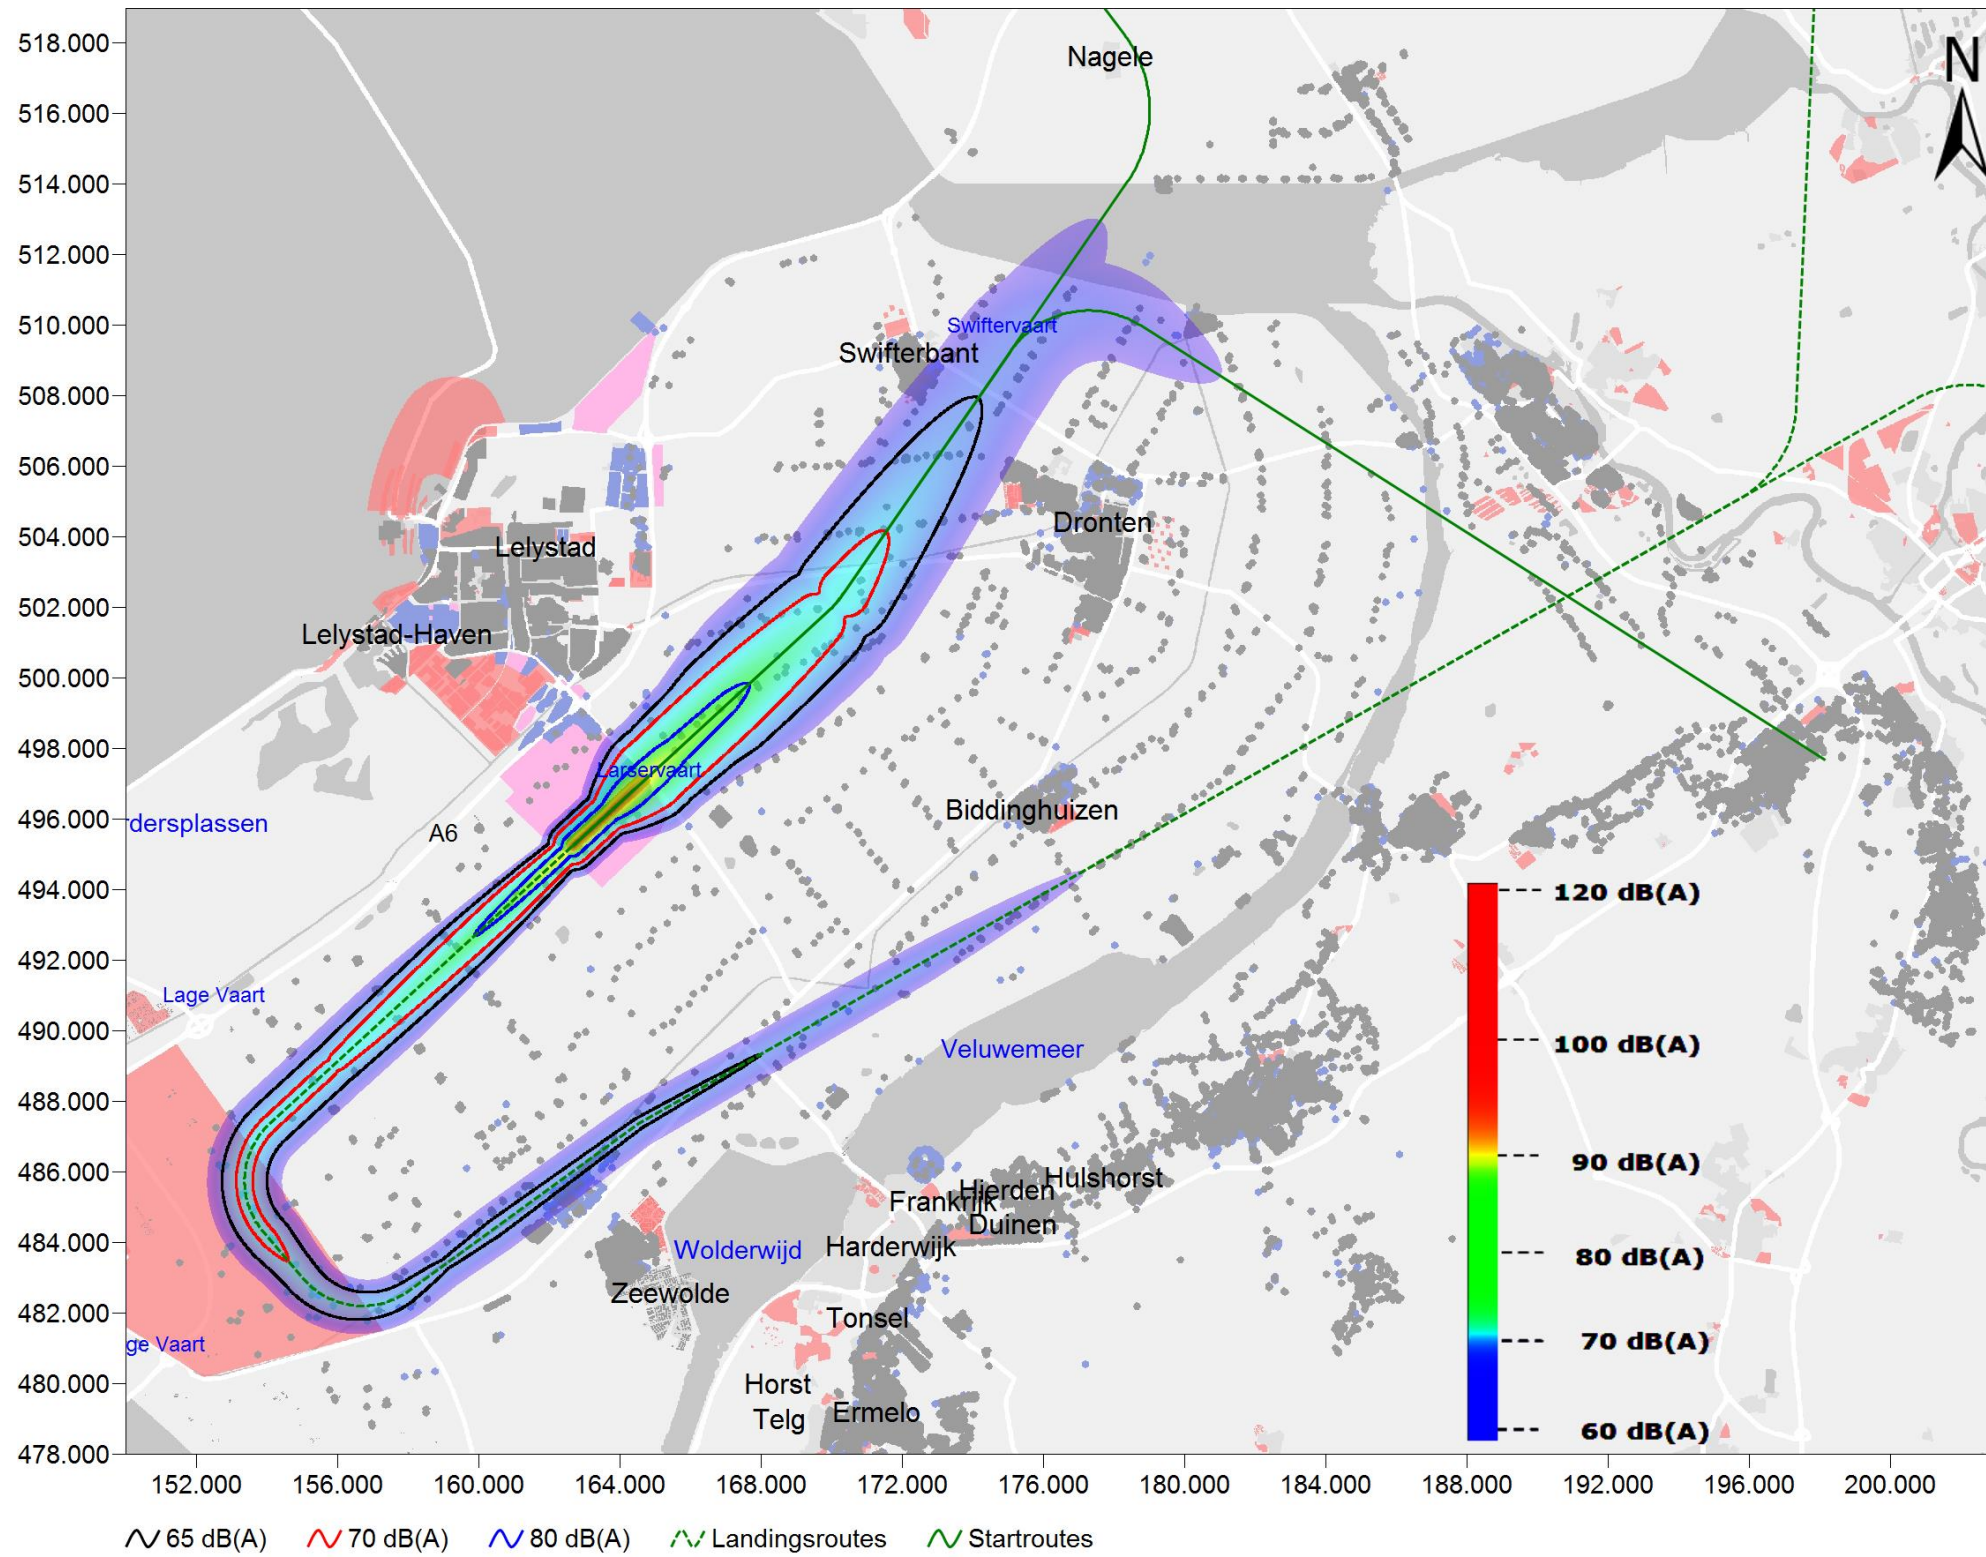 518.000
516.000
514.000
512.000
510.000
508.000
506.000
504.000
502.000
500.000
498.000
496.000
494.000
492.000
490.000
488.000
486.000
484.000
482.000
480.000
478.000
N
Nagele
Swiftervaart
Swifterbant
Dronten
Lelystad
Lelystad-Haven
Larservaart
Biddinghuizen
dersplassen
A6
Lage Vaart
Veluwemeer
Hulshorst
Hierden
Frankrijk
Duinen
Harderwijk
Wolderwijd
Zeewolde
Tonsel
ge Vaart
Horst
Telg
Ermelo
120 dB(A)
100 dB(A)
90 dB(A)
80 dB(A)
70 dB(A)
60 dB(A)
152.000 156.000 160.000 164.000 168.000 172.000 176.000 180.000 184.000 188.000 192.000 196.000 200.000
65 dB(A) 70 dB(A) 80 dB(A) Landingsroutes Startroutes